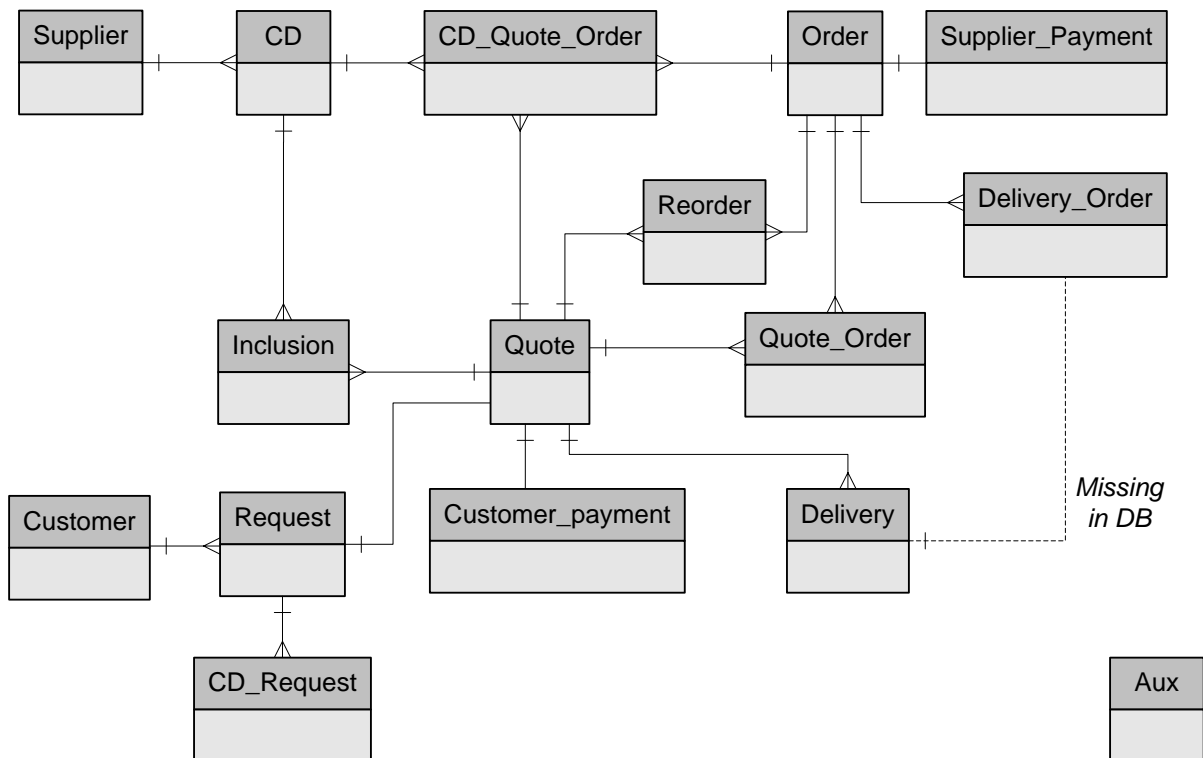 Supplier
CD
CD_Quote_Order
Order
Supplier_Payment
Reorder
Delivery_Order
Inclusion
Quote
Quote_Order
Customer
Request
Customer_payment
Delivery
Missing
in DB
CD_Request
Aux